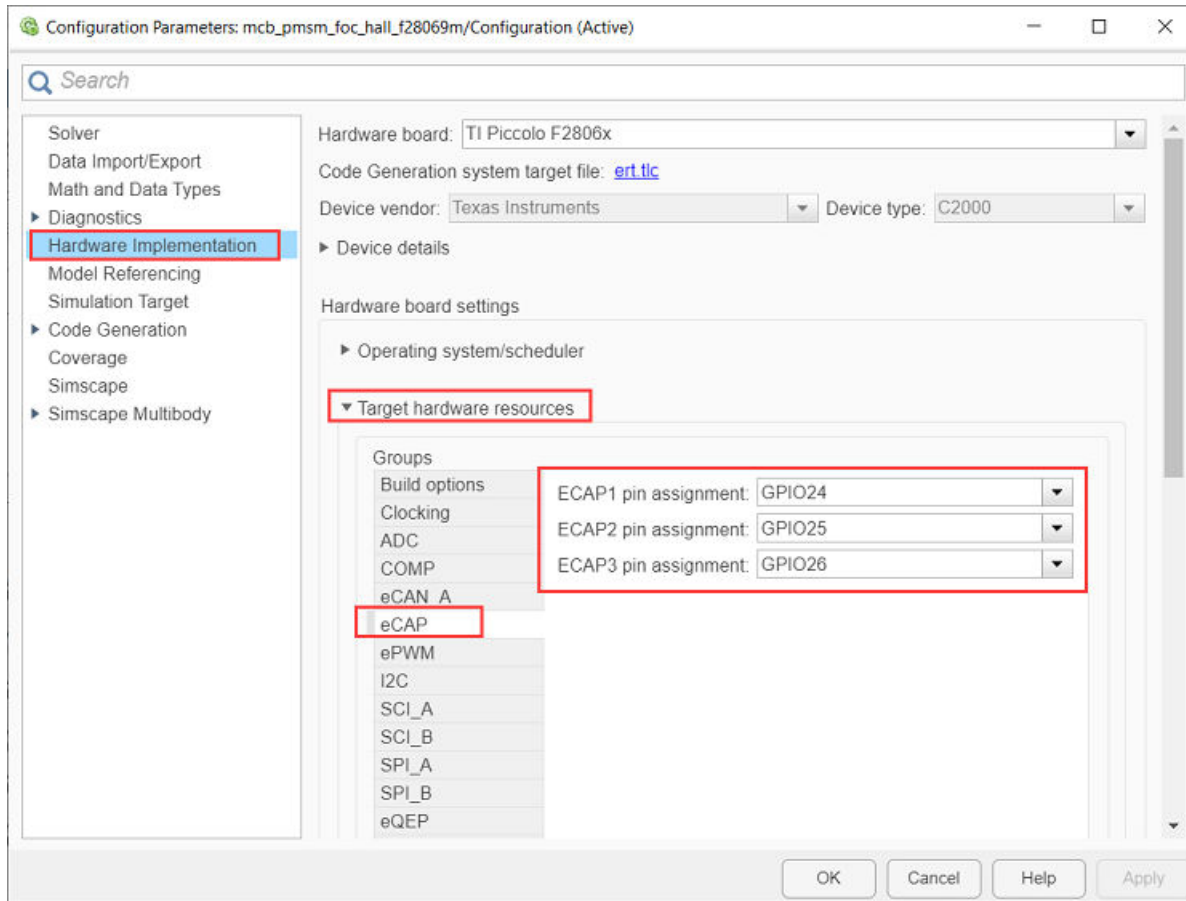 Configuration Parameters: mcb_pmsm_foc_hall_f28069m/Configuration (Active)
Search
Solver
Data Import/Export
Math and Data Types
Diagnostics
Hardware Implementation
Model Referencing
Simulation Target
Code Generation
Coverage
Simscape
Simscape Multibody
Hardware board: TI Piccolo F2806x
Code Generation system target file: ert.tlc
Device vendor: Texas Instruments Device type: C2000
Device details
Hardware board settings
Operating system/scheduler
Target hardware resources
Groups
Build options
Clocking
ADC
COMP
eCAN_A
eCAP
ePWM
I2C
SCI_A
SCI_B
SPI_A
SPI_B
eQEP
ECAP1 pin assignment: GPIO24
ECAP2 pin assignment: GPIO25
ECAP3 pin assignment: GPIO26
OK Cancel Help Apply